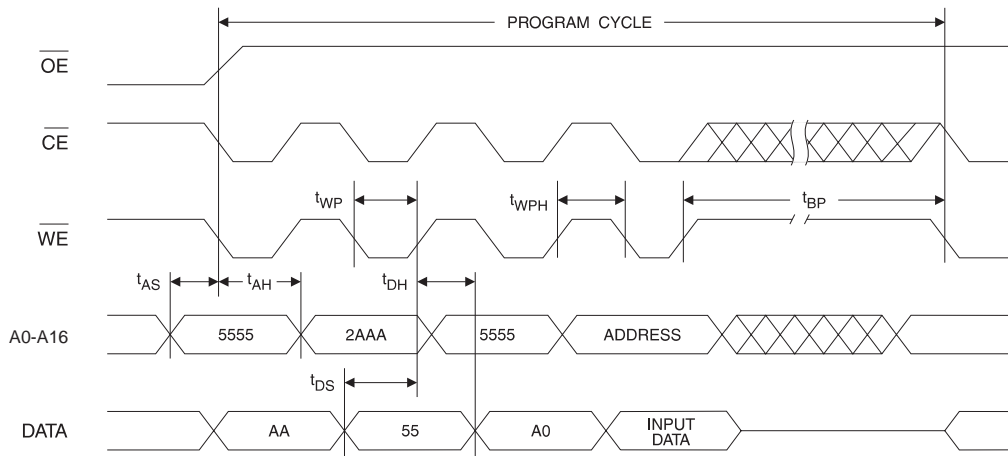 PROGRAM CYCLE
OE
CE
tWP
tWPH
tBP
WE
tAS
tAH
tDH
A0-A16
5555
2AAA
5555
ADDRESS
tDS
DATA
AA
55
A0
INPUT
DATA